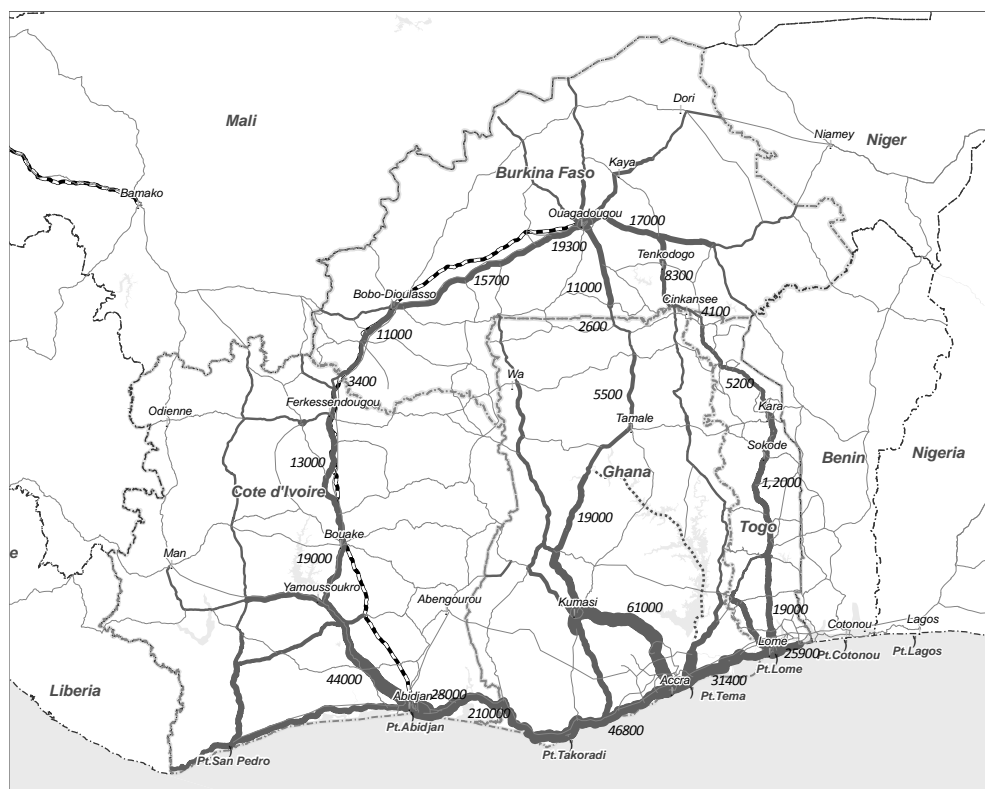 Dori
Mali
Niamey
Niger
Kaya
Burkina Faso
Bamako
Ouagadougou
17000
19300
Tenkodogo
15700
8300
11000
Bobo-Dioulasso
Cinkansee
4100
2600
11000
Wa
3400
5200
5500
Ferkessendougou
Kara
Odienne
Tamale
Sokode
Benin
Nigeria
13000
Ghana
1,2000
Cote d'Ivoire
19000
Togo
Bouake
e
Man
19000
Yamoussoukro
Abengourou
Kumasi
61000
19000
Lagos
Cotonou
Lome
25900
Pt.Cotonou
Pt.Lagos
Pt.Lome
44000
Accra
31400
Liberia
Abidjan
28000
Pt.Tema
210000
Pt.Abidjan
46800
Pt.San Pedro
Pt.Takoradi